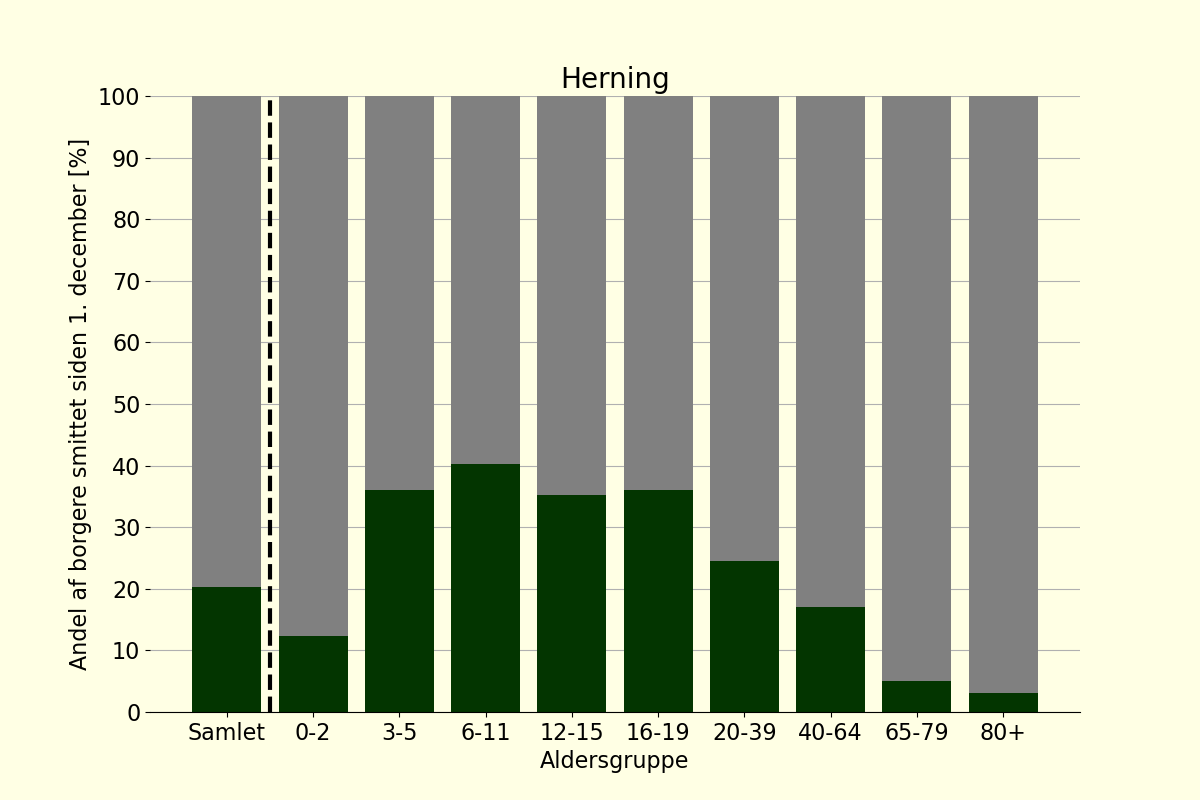 Herning
Andel af borgere smittet siden 1. december [%]
100
90
80
70
60
50
40
30
20
10
0
Samlet 0-2 3-5 6-11 12-15 16-19 20-39 40-64 65-79 80+
Aldersgruppe